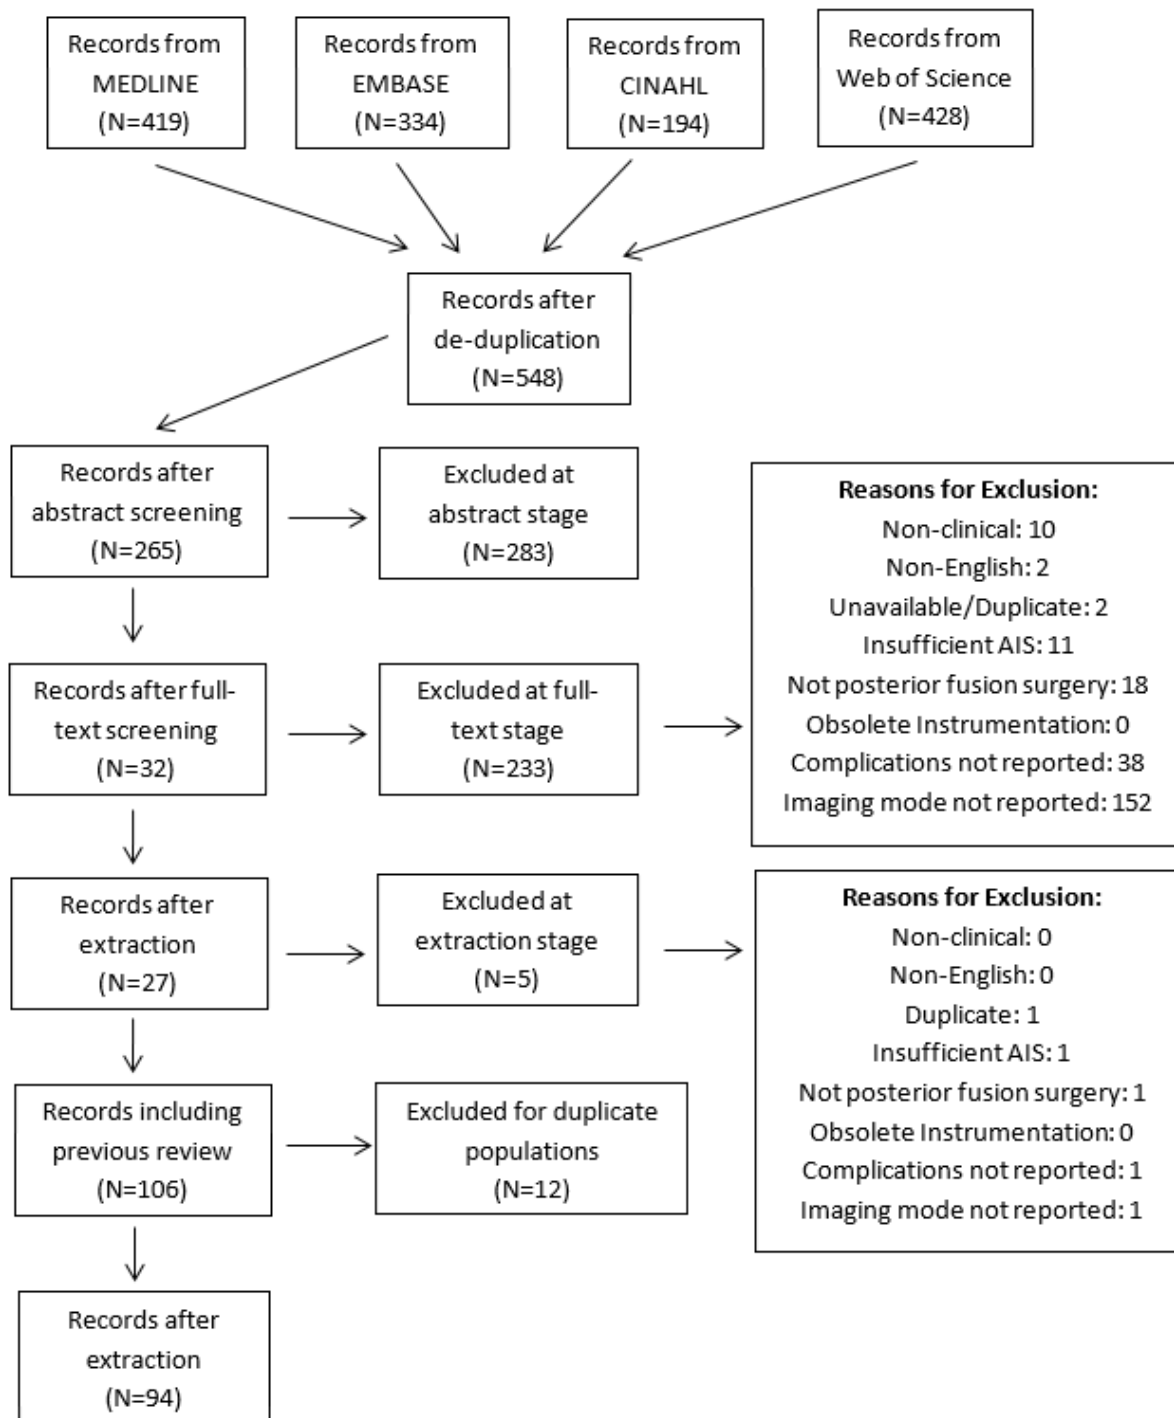 Records from
MEDLINE
(N=419)
Records from
EMBASE
(N=334)
Records from
CINAHL
(N=194)
Records from
Web of Science
(N=428)
Records after
de-duplication
(N=548)
Records after
abstract screening
(N=265)
Excluded at
abstract stage
(N=283)
Reasons for Exclusion:
Non-clinical: 10
Non-English: 2
Unavailable/Duplicate: 2
Insufficient AIS: 11
Not posterior fusion surgery: 18
Obsolete Instrumentation: 0
Complications not reported: 38
Imaging mode not reported: 152
Records after full-
text screening
(N=32)
Excluded at full-
text stage
(N=233)
Records after
extraction
(N=27)
Excluded at
extraction stage
(N=5)
Reasons for Exclusion:
Non-clinical: 0
Non-English: 0
Duplicate: 1
Insufficient AIS: 1
Not posterior fusion surgery: 1
Obsolete Instrumentation: 0
Complications not reported: 1
Imaging mode not reported: 1
Records including
previous review
(N=106)
Excluded for duplicate
populations
(N=12)
Records after
extraction
(N=94)